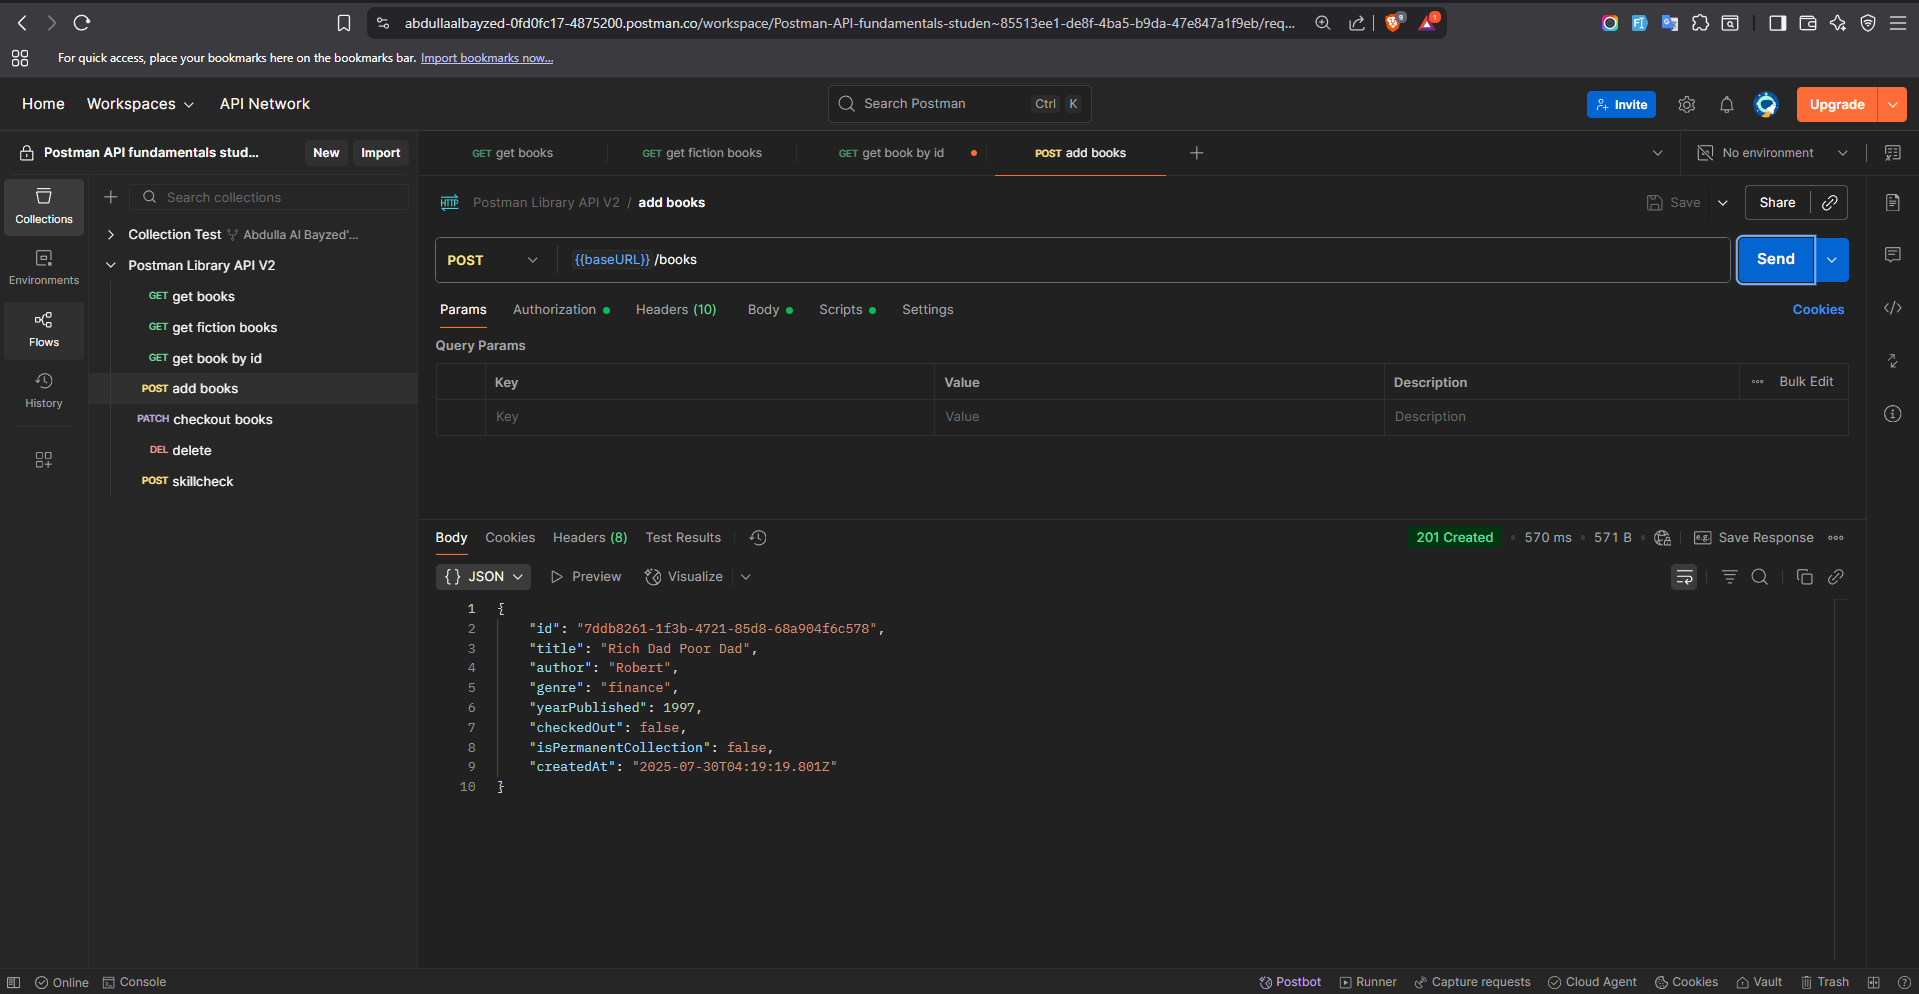 abdullaalbayzed-0fd0fc17-4875200.postman.co/workspace/Postman-API-fundamentals-studen~85513ee1-de8f-4ba5-b9da-47e847a1f9eb/req...
9
1
For quick access, place your bookmarks here on the bookmarks bar. Import bookmarks now...
Home Workspaces API Network
Search Postman Ctrl K
Invite
Upgrade
Postman API fundamentals stud...
New Import
GET get books
GET get fiction books
GET get book by id
POST add books
No environment
Collections
Environments
Flows
History
Search collections
Collection Test Abdulla Al Bayzed'...
Postman Library API V2
GET get books
GET get fiction books
GET get book by id
POST add books
PATCH checkout books
DEL delete
POST skillcheck
HTTP Postman Library API V2 / add books
Save Share
POST {{baseURL}} /books
Send
Params Authorization Headers (10) Body Scripts Settings
Cookies
Query Params
Key Value Description Bulk Edit
Key Value Description
Body Cookies Headers (8) Test Results
201 Created 570 ms 571 B e.g. Save Response
{ } JSON Preview Visualize
1 {
2 "id": "7ddb8261-1f3b-4721-85d8-68a904f6c578",
3 "title": "Rich Dad Poor Dad",
4 "author": "Robert",
5 "genre": "finance",
6 "yearPublished": 1997,
7 "checkedOut": false,
8 "isPermanentCollection": false,
9 "createdAt": "2025-07-30T04:19:19.801Z"
10 }
Online Console
Postbot Runner Capture requests Cloud Agent Cookies Vault Trash